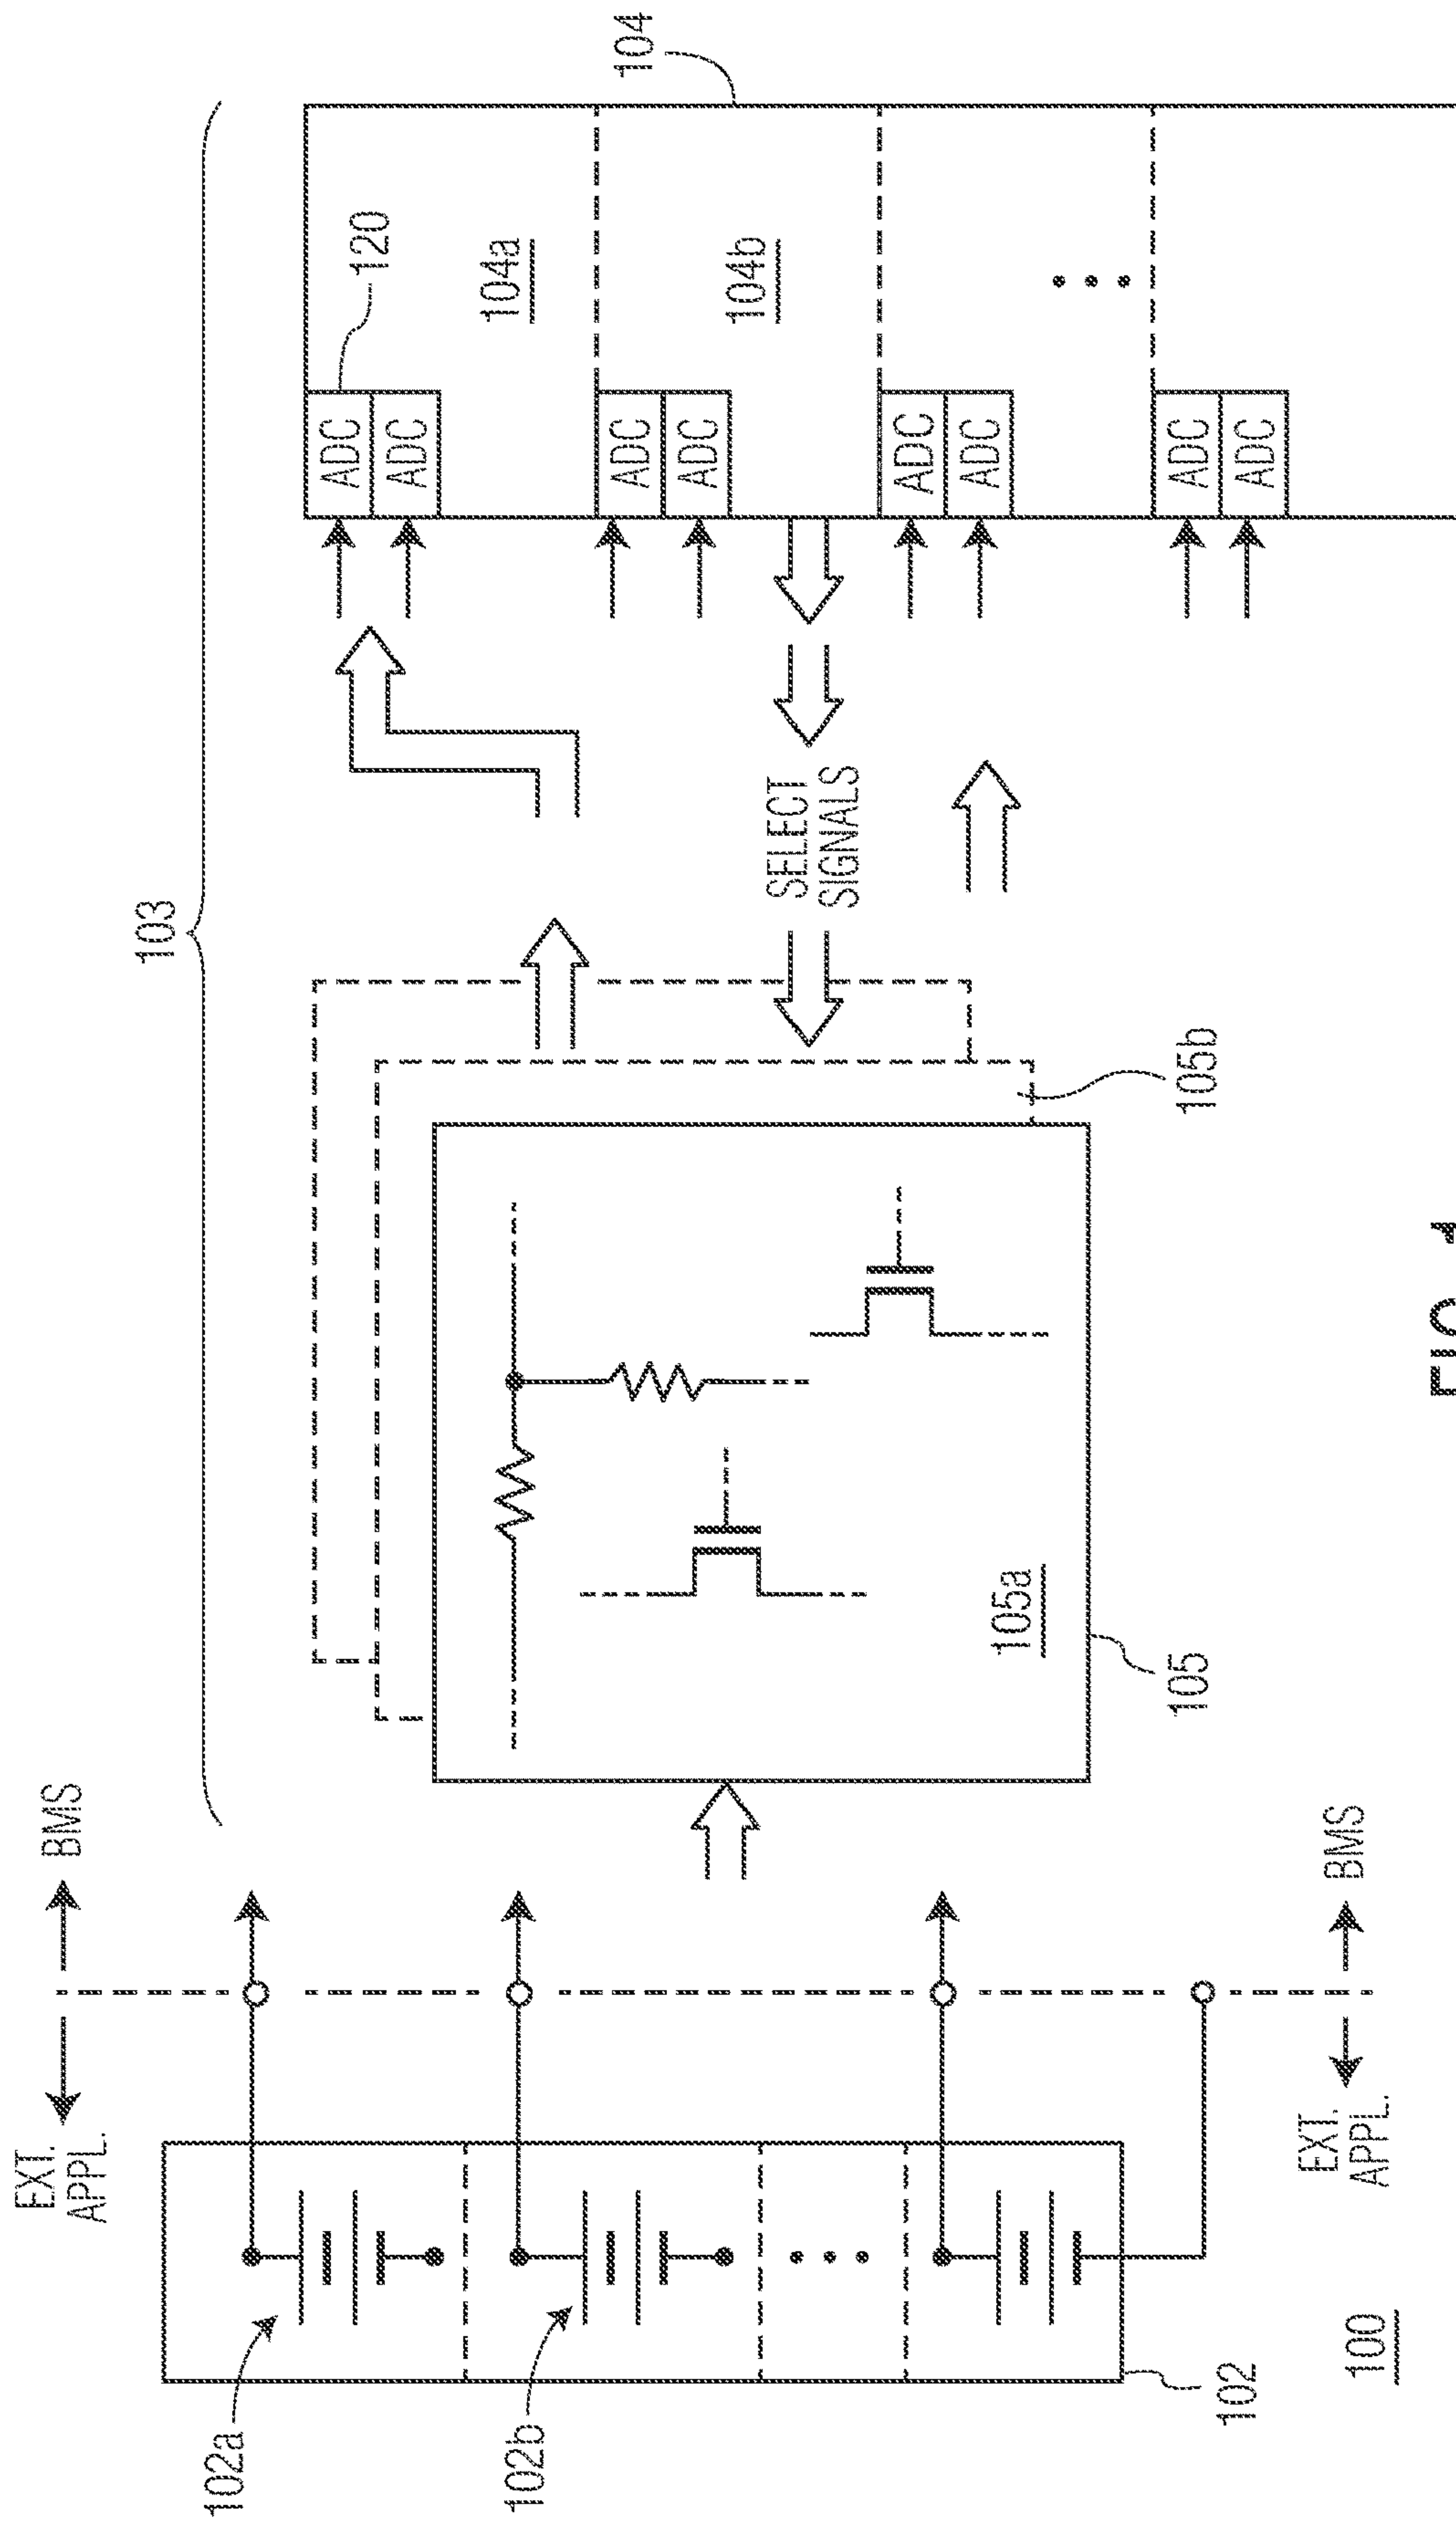 103
EXT.
APPL.
BMS
102a
102b
102
100
EXT.
APPL.
BMS
105a
105
105b
SELECT
SIGNALS
ADC
ADC
ADC
ADC
ADC
ADC
ADC
ADC
120
104a
104b
104